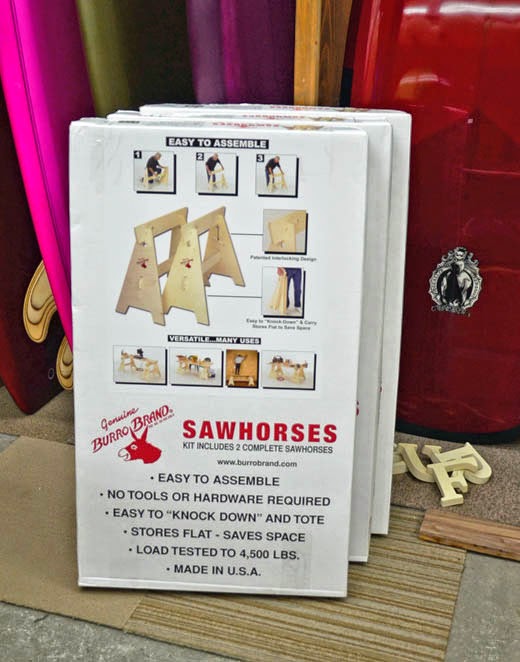 EASY TO ASSEMBLE
1 2 3
Patented Interlocking Design
Easy to "Knock Down" & Carry
Stores Flat to Save Space
VERSATILE...MANY USES
Genuine
BURRO BRAND
SAWHORSES
KIT INCLUDES 2 COMPLETE SAWHORSES
www.burrobrand.com
• EASY TO ASSEMBLE
• NO TOOLS OR HARDWARE REQUIRED
• EASY TO "KNOCK DOWN" AND TOTE
• STORES FLAT - SAVES SPACE
• LOAD TESTED TO 4,500 LBS.
• MADE IN U.S.A.